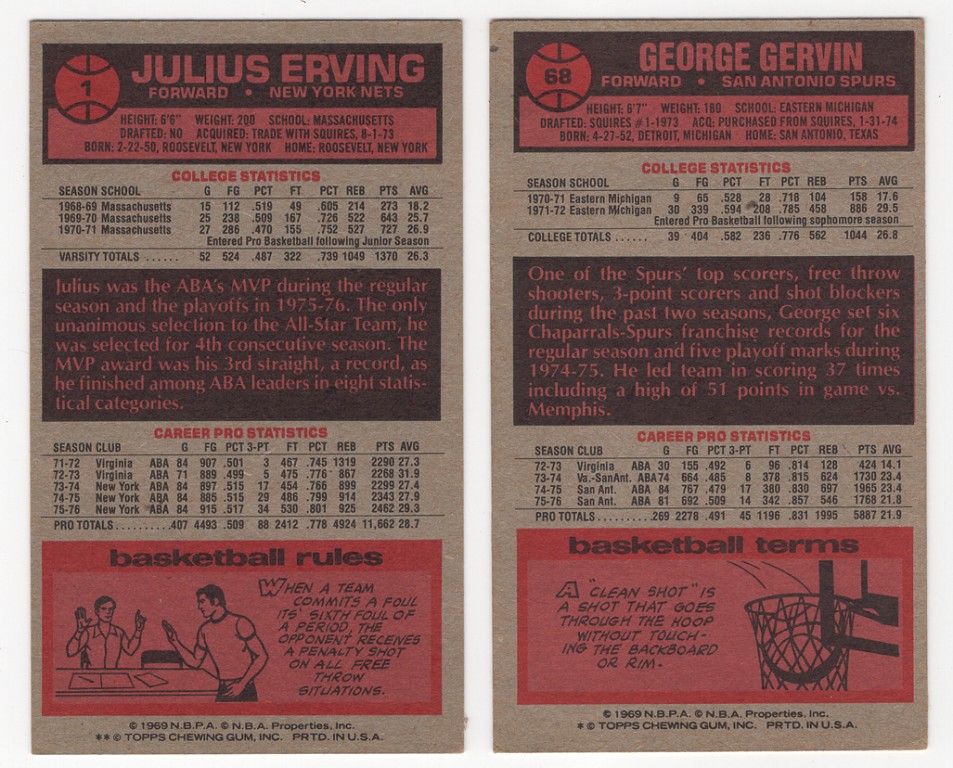 1
JULIUS ERVING
FORWARD • NEW YORK NETS
HEIGHT: 6'6" WEIGHT: 200 SCHOOL: MASSACHUSETTS
DRAFTED: NO ACQUIRED: TRADE WITH SQUIRES, 8-1-73
BORN: 2-22-50, ROOSEVELT, NEW YORK HOME: ROOSEVELT, NEW YORK
COLLEGE STATISTICS
SEASON SCHOOL G FG PCT FT PCT REB PTS AVG
1968-69 Massachusetts 15 112 .519 49 .605 214 273 18.2
1969-70 Massachusetts 25 238 .509 167 .726 522 643 25.7
1970-71 Massachusetts 27 286 .470 155 .752 527 727 26.9
Entered Pro Basketball following Junior Season
VARSITY TOTALS ...... 52 524 .487 322 .739 1049 1370 26.3
Julius was the ABA's MVP during the regular
season and the playoffs in 1975-76. The only
unanimous selection to the All-Star Team, he
was selected for 4th consecutive season. The
MVP award was his 3rd straight, a record, as
he finished among ABA leaders in eight statis-
tical categories.
CAREER PRO STATISTICS
SEASON CLUB G FG PCT 3-PT FT PCT REB PTS AVG
71-72 Virginia ABA 84 907 .501 3 467 .745 1319 2290 27.3
72-73 Virginia ABA 71 889 .499 5 475 .776 867 2268 31.9
73-74 New York ABA 84 897 .515 17 454 .766 899 2299 27.4
74-75 New York ABA 84 885 .515 29 486 .799 914 2343 27.9
75-76 New York ABA 84 915 .517 34 530 .801 925 2462 29.3
PRO TOTALS..........407 4493 .509 88 2412 .778 4924 11,662 28.7
basketball rules
WHEN A TEAM
COMMITS A FOUL
ITS' SIXTH FOUL OF
A PERIOD, THE
OPPONENT RECEIVES
A PENALTY SHOT
ON ALL FREE
THROW
SITUATIONS.
© 1969 N.B.P.A. © N.B.A. Properties, Inc.
** © TOPPS CHEWING GUM, INC. PRTD. IN U.S.A.
68
GEORGE GERVIN
FORWARD • SAN ANTONIO SPURS
HEIGHT: 6'7" WEIGHT: 180 SCHOOL: EASTERN MICHIGAN
DRAFTED: SQUIRES #1-1973 ACQ: PURCHASED FROM SQUIRES, 1-31-74
BORN: 4-27-52, DETROIT, MICHIGAN HOME: SAN ANTONIO, TEXAS
COLLEGE STATISTICS
SEASON SCHOOL G FG PCT FT PCT REB PTS AVG
1970-71 Eastern Michigan 9 65 .528 28 .718 104 158 17.6
1971-72 Eastern Michigan 30 339 .594 208 .785 458 886 29.5
Entered Pro Basketball following sophomore season
COLLEGE TOTALS ...... 39 404 .582 236 .776 562 1044 26.8
One of the Spurs' top scorers, free throw
shooters, 3-point scorers and shot blockers
during the past two seasons, George set six
Chaparrals-Spurs franchise records for the
regular season and five playoff marks during
1974-75. He led team in scoring 37 times
including a high of 51 points in game vs.
Memphis.
CAREER PRO STATISTICS
SEASON CLUB G FG PCT 3-PT FT PCT REB PTS AVG
72-73 Virginia ABA 30 155 .492 6 96 .814 128 424 14.1
73-74 Va.-SanAnt. ABA 74 664 .485 8 378 .815 624 1730 23.4
74-75 San Ant. ABA 84 767 .479 17 380 .830 697 1965 23.4
75-76 San Ant. ABA 81 692 .509 14 342 .857 546 1768 21.8
PRO TOTALS..........269 2278 .491 45 1196 .831 1995 5887 21.9
basketball terms
A "CLEAN SHOT" IS
A SHOT THAT GOES
THROUGH THE HOOP
WITHOUT TOUCH-
ING THE BACKBOARD
OR RIM.
© 1969 N.B.P.A. © N.B.A. Properties, Inc.
* © TOPPS CHEWING GUM, INC. PRTD. IN U.S.A.